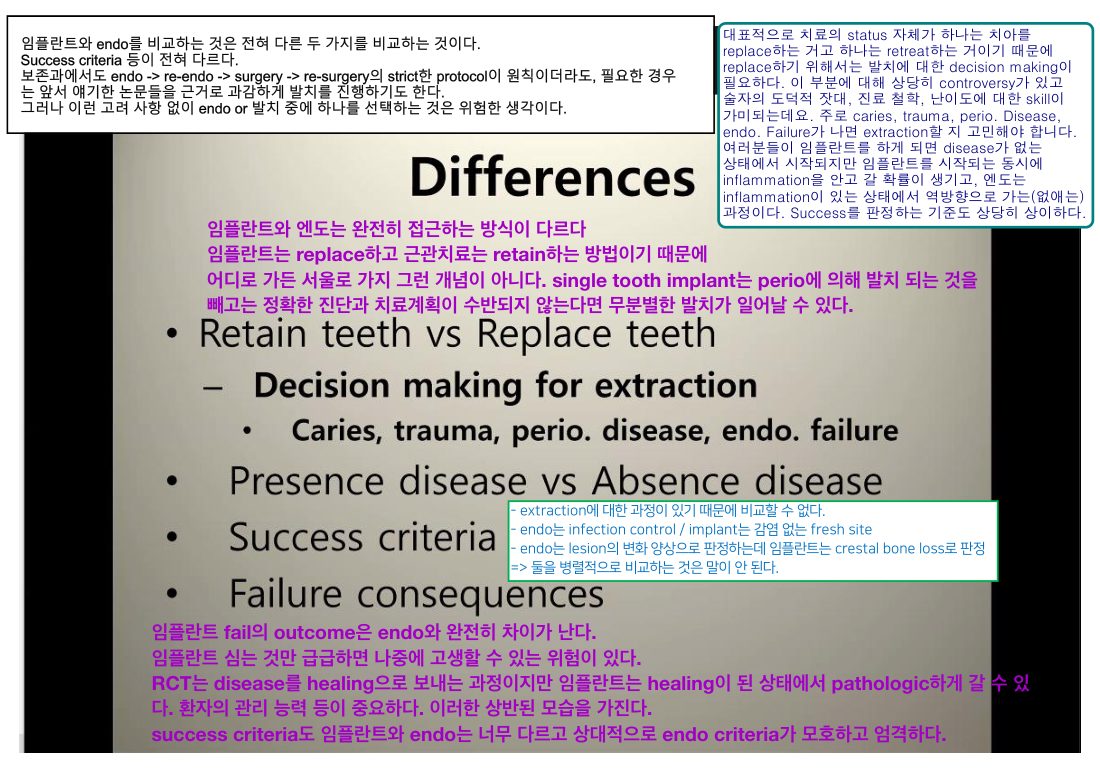 임플란트와 endo를 비교하는 것은 전혀 다른 두 가지를 비교하는 것이다.
Success criteria 등이 전혀 다르다.
보존과에서도 endo -> re-endo -> surgery -> re-surgery의 strict한 protocol이 원칙이더라도, 필요한 경우
는 앞서 얘기한 논문들을 근거로 과감하게 발치를 진행하기도 한다.
그러나 이런 고려 사항 없이 endo or 발치 중에 하나를 선택하는 것은 위험한 생각이다.
대표적으로 치료의 status 자체가 하나는 치아를
replace하는 거고 하나는 retreat하는 거이기 때문에
replace하기 위해서는 발치에 대한 decision making이
필요하다. 이 부분에 대해 상당히 controversy가 있고
술자의 도덕적 잣대, 진료 철학, 난이도에 대한 skill이
가미되는데요. 주로 caries, trauma, perio. Disease,
endo. Failure가 나면 extraction할 지 고민해야 합니다.
여러분들이 임플란트를 하게 되면 disease가 없는
상태에서 시작되지만 임플란트를 시작되는 동시에
inflammation을 안고 갈 확률이 생기고, 엔도는
inflammation이 있는 상태에서 역방향으로 가는(없애는)
과정이다. Success를 판정하는 기준도 상당히 상이하다.
Differences
임플란트와 엔도는 완전히 접근하는 방식이 다르다
임플란트는 replace하고 근관치료는 retain하는 방법이기 때문에
어디로 가든 서울로 가지 그런 개념이 아니다. single tooth implant는 perio에 의해 발치 되는 것을
빼고는 정확한 진단과 치료계획이 수반되지 않는다면 무분별한 발치가 일어날 수 있다.
• Retain teeth vs Replace teeth
– Decision making for extraction
• Caries, trauma, perio. disease, endo. failure
• Presence disease vs Absence disease
- extraction에 대한 과정이 있기 때문에 비교할 수 없다.
- endo는 infection control / implant는 감염 없는 fresh site
- endo는 lesion의 변화 양상으로 판정하는데 임플란트는 crestal bone loss로 판정
=> 둘을 병렬적으로 비교하는 것은 말이 안 된다.
• Success criteria
• Failure consequences
임플란트 fail의 outcome은 endo와 완전히 차이가 난다.
임플란트 심는 것만 급급하면 나중에 고생할 수 있는 위험이 있다.
RCT는 disease를 healing으로 보내는 과정이지만 임플란트는 healing이 된 상태에서 pathologic하게 갈 수 있
다. 환자의 관리 능력 등이 중요하다. 이러한 상반된 모습을 가진다.
success criteria도 임플란트와 endo는 너무 다르고 상대적으로 endo criteria가 모호하고 엄격하다.